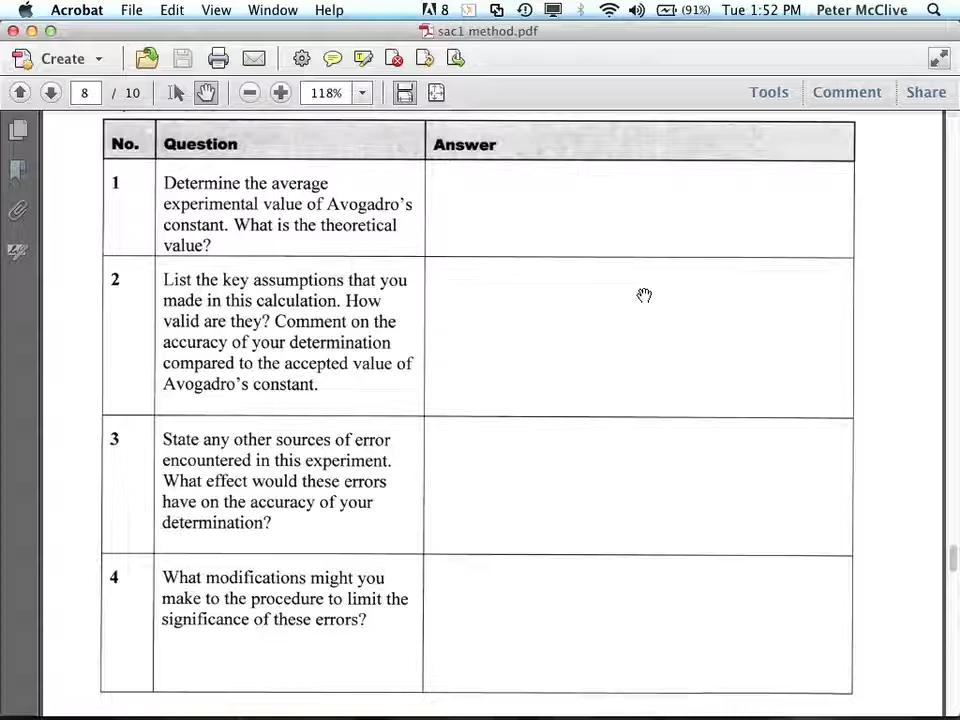 Acrobat File Edit View Window Help 8 (91%) Tue 1:52 PM Peter McClive
sac1 method.pdf
Create
8 / 10 118% Tools Comment Share
No. Question Answer
1 Determine the average
experimental value of Avogadro's
constant. What is the theoretical
value?
2 List the key assumptions that you
made in this calculation. How
valid are they? Comment on the
accuracy of your determination
compared to the accepted value of
Avogadro's constant.
3 State any other sources of error
encountered in this experiment.
What effect would these errors
have on the accuracy of your
determination?
4 What modifications might you
make to the procedure to limit the
significance of these errors?